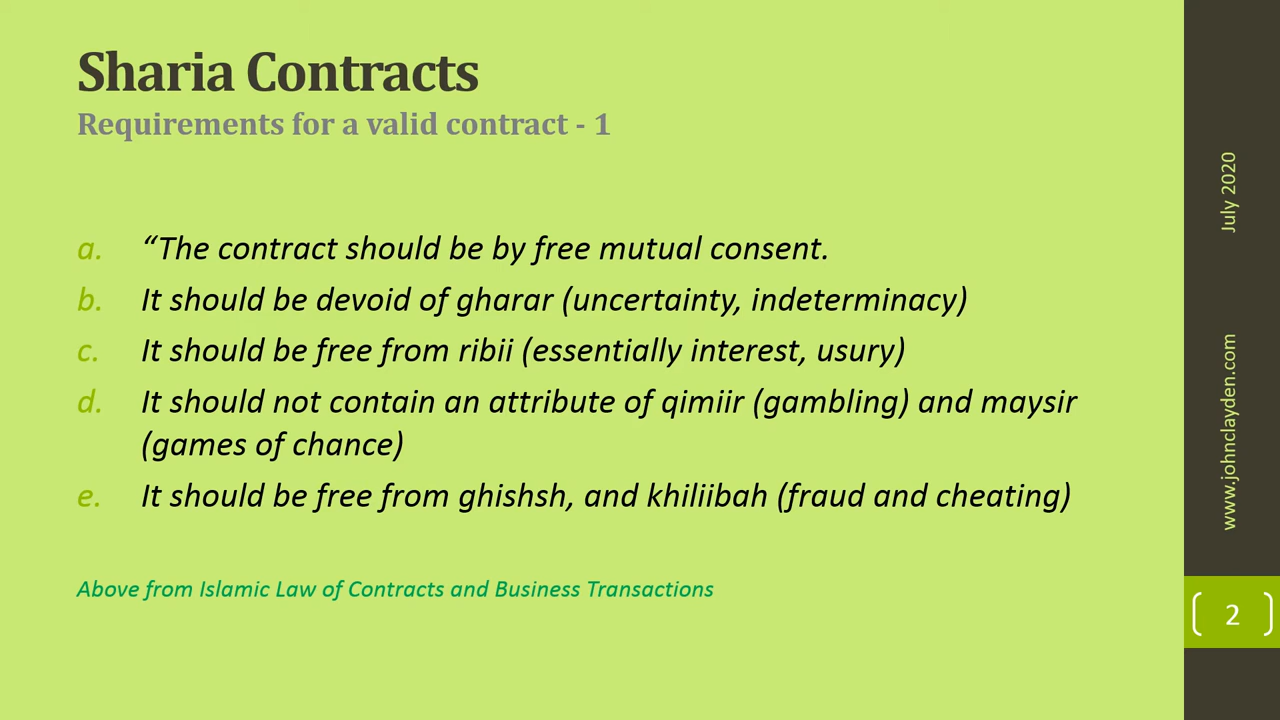 Sharia Contracts
Requirements for a valid contract - 1
a. “The contract should be by free mutual consent.
b. It should be devoid of gharar (uncertainty, indeterminacy)
c. It should be free from ribii (essentially interest, usury)
d. It should not contain an attribute of qimiir (gambling) and maysir
(games of chance)
e. It should be free from ghishsh, and khiliibah (fraud and cheating)
Above from Islamic Law of Contracts and Business Transactions
July 2020
www.johnclayden.com
2